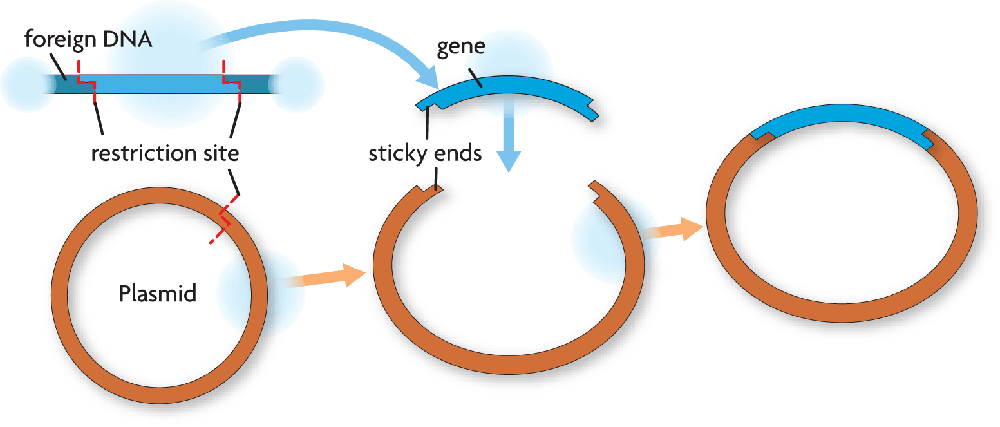 foreign DNA
gene
restriction site
sticky ends
Plasmid